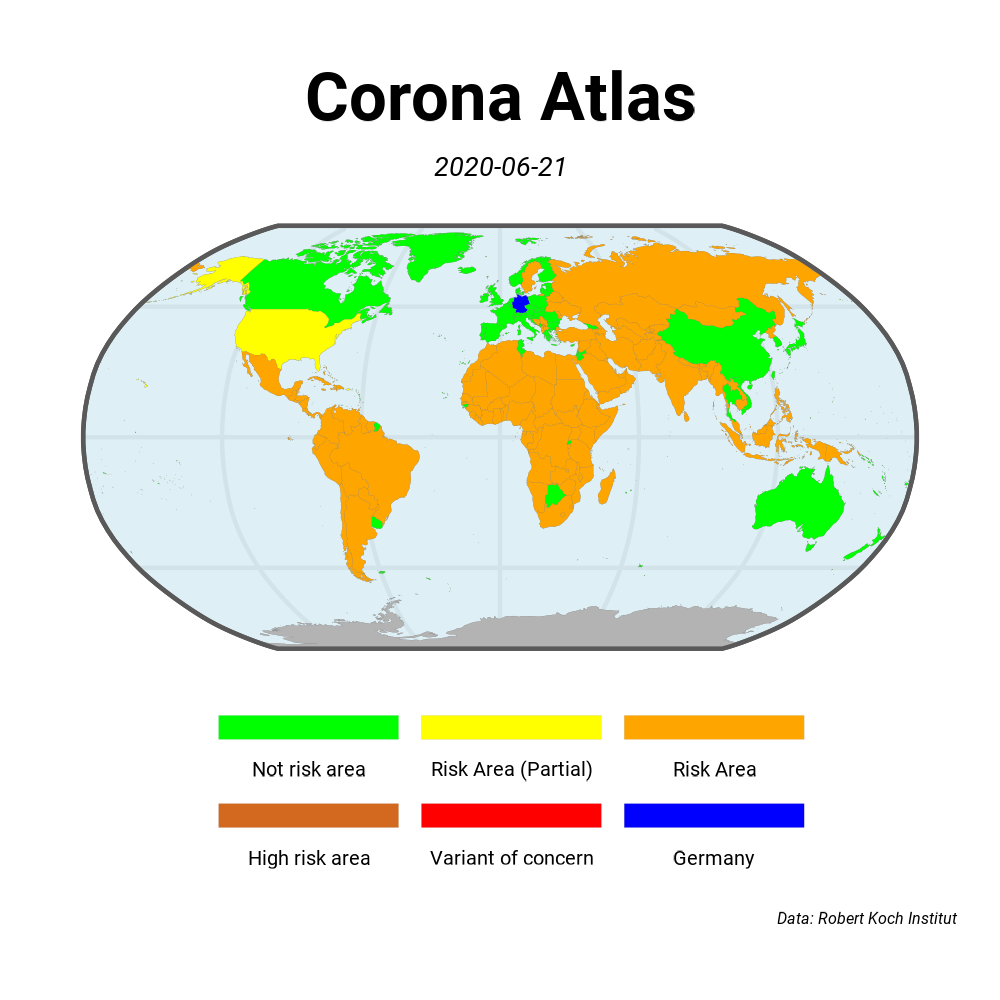 Corona Atlas
2020-06-21
Not risk area
Risk Area (Partial)
Risk Area
High risk area
Variant of concern
Germany
Data: Robert Koch Institut